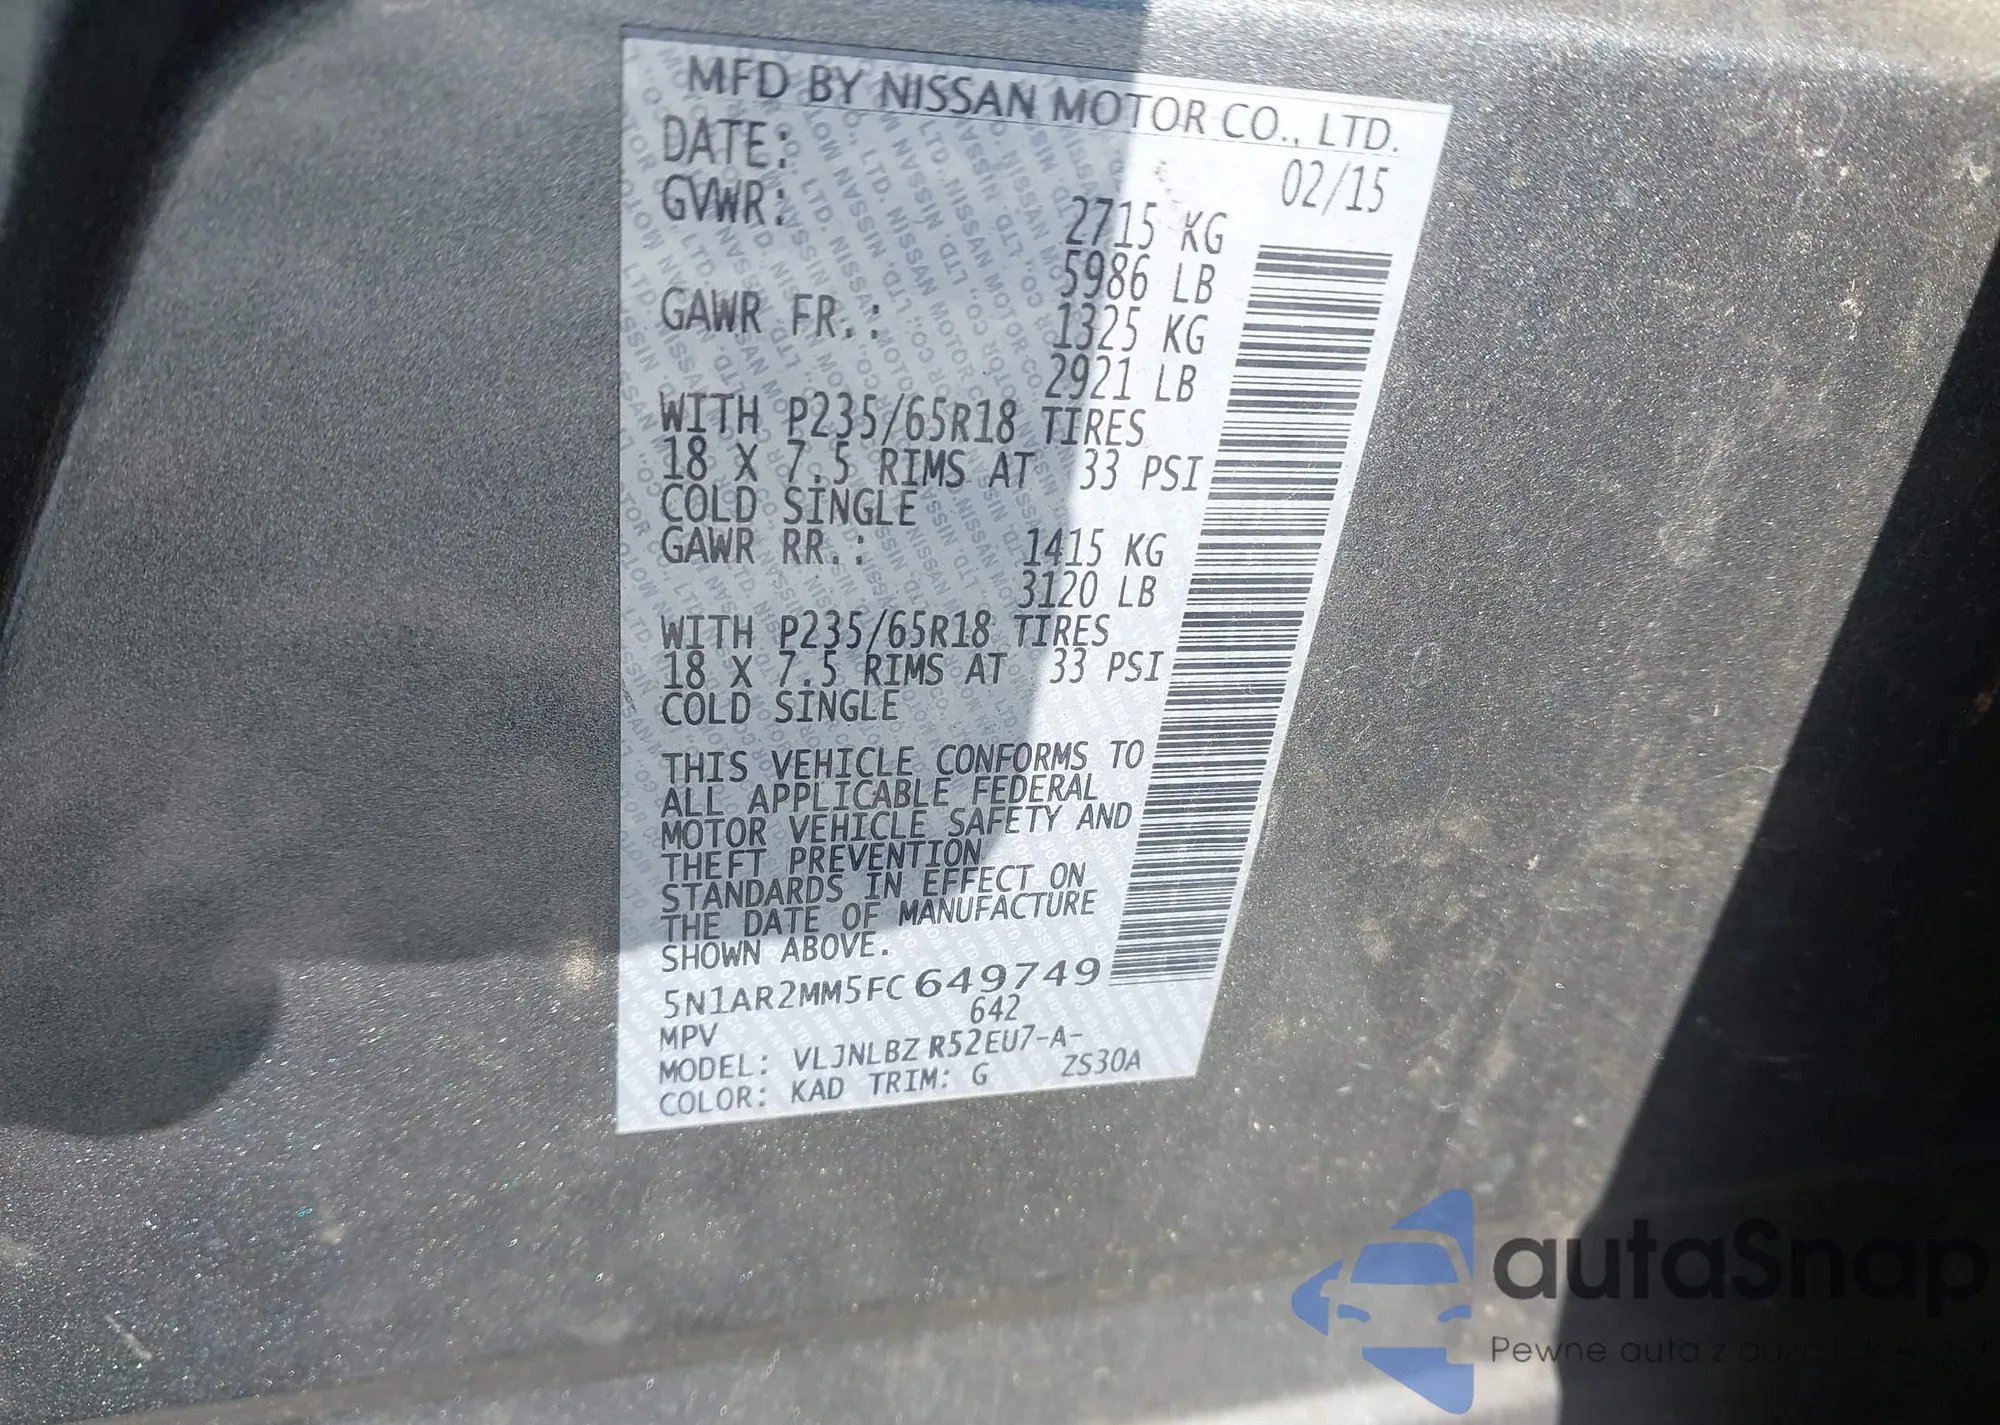 MFD BY NISSAN MOTOR CO., LTD.
DATE: 02/15
GVWR: 2715 KG
5986 LB
GAWR FR.: 1325 KG
2921 LB
WITH P235/65R18 TIRES
18 X 7.5 RIMS AT 33 PSI
COLD SINGLE
GAWR RR.: 1415 KG
3120 LB
WITH P235/65R18 TIRES
18 X 7.5 RIMS AT 33 PSI
COLD SINGLE
THIS VEHICLE CONFORMS TO
ALL APPLICABLE FEDERAL
MOTOR VEHICLE SAFETY AND
THEFT PREVENTION
STANDARDS IN EFFECT ON
THE DATE OF MANUFACTURE
SHOWN ABOVE.
5N1AR2MM5FC649749
642
MPV
MODEL: VLJNLBZ R52EU7-A-
ZS30A
COLOR: KAD TRIM: G
autaSnap
Pewne auta z